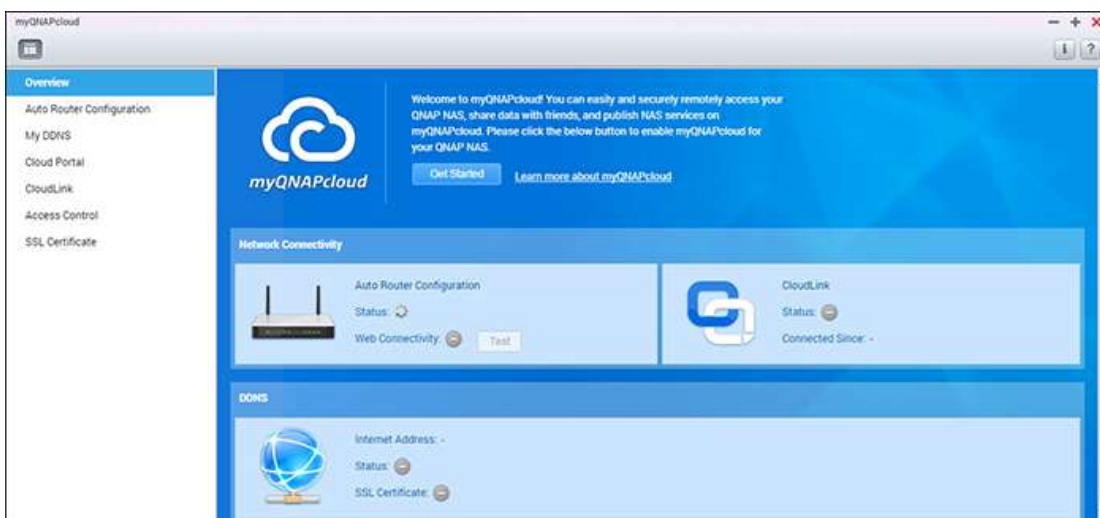 myQNAPcloud
Overview
Auto Router Configuration
My DDNS
Cloud Portal
CloudLink
Access Control
SSL Certificate
myQNAPcloud
Welcome to myQNAPcloud! You can easily and securely remotely access your
QNAP NAS, share data with friends, and publish NAS services on
myQNAPcloud. Please click the below button to enable myQNAPcloud for
your QNAP NAS.
Get Started
Learn more about myQNAPcloud
Network Connectivity
Auto Router Configuration
Status:
Web Connectivity:
Test
CloudLink
Status:
Connected Since: -
DDNS
Internet Address: -
Status:
SSL Certificate: